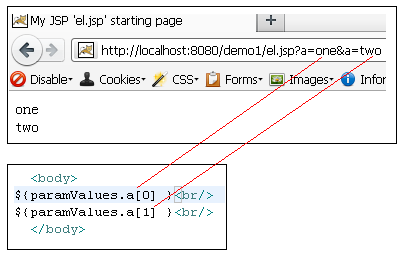 My JSP 'el.jsp' starting page
http://localhost:8080/demo1/el.jsp?a=one&a=two
Disable Cookies CSS Forms Images Infor
one
two
<body>
${paramValues.a[0] }<br/>
${paramValues.a[1] }<br/>
</body>